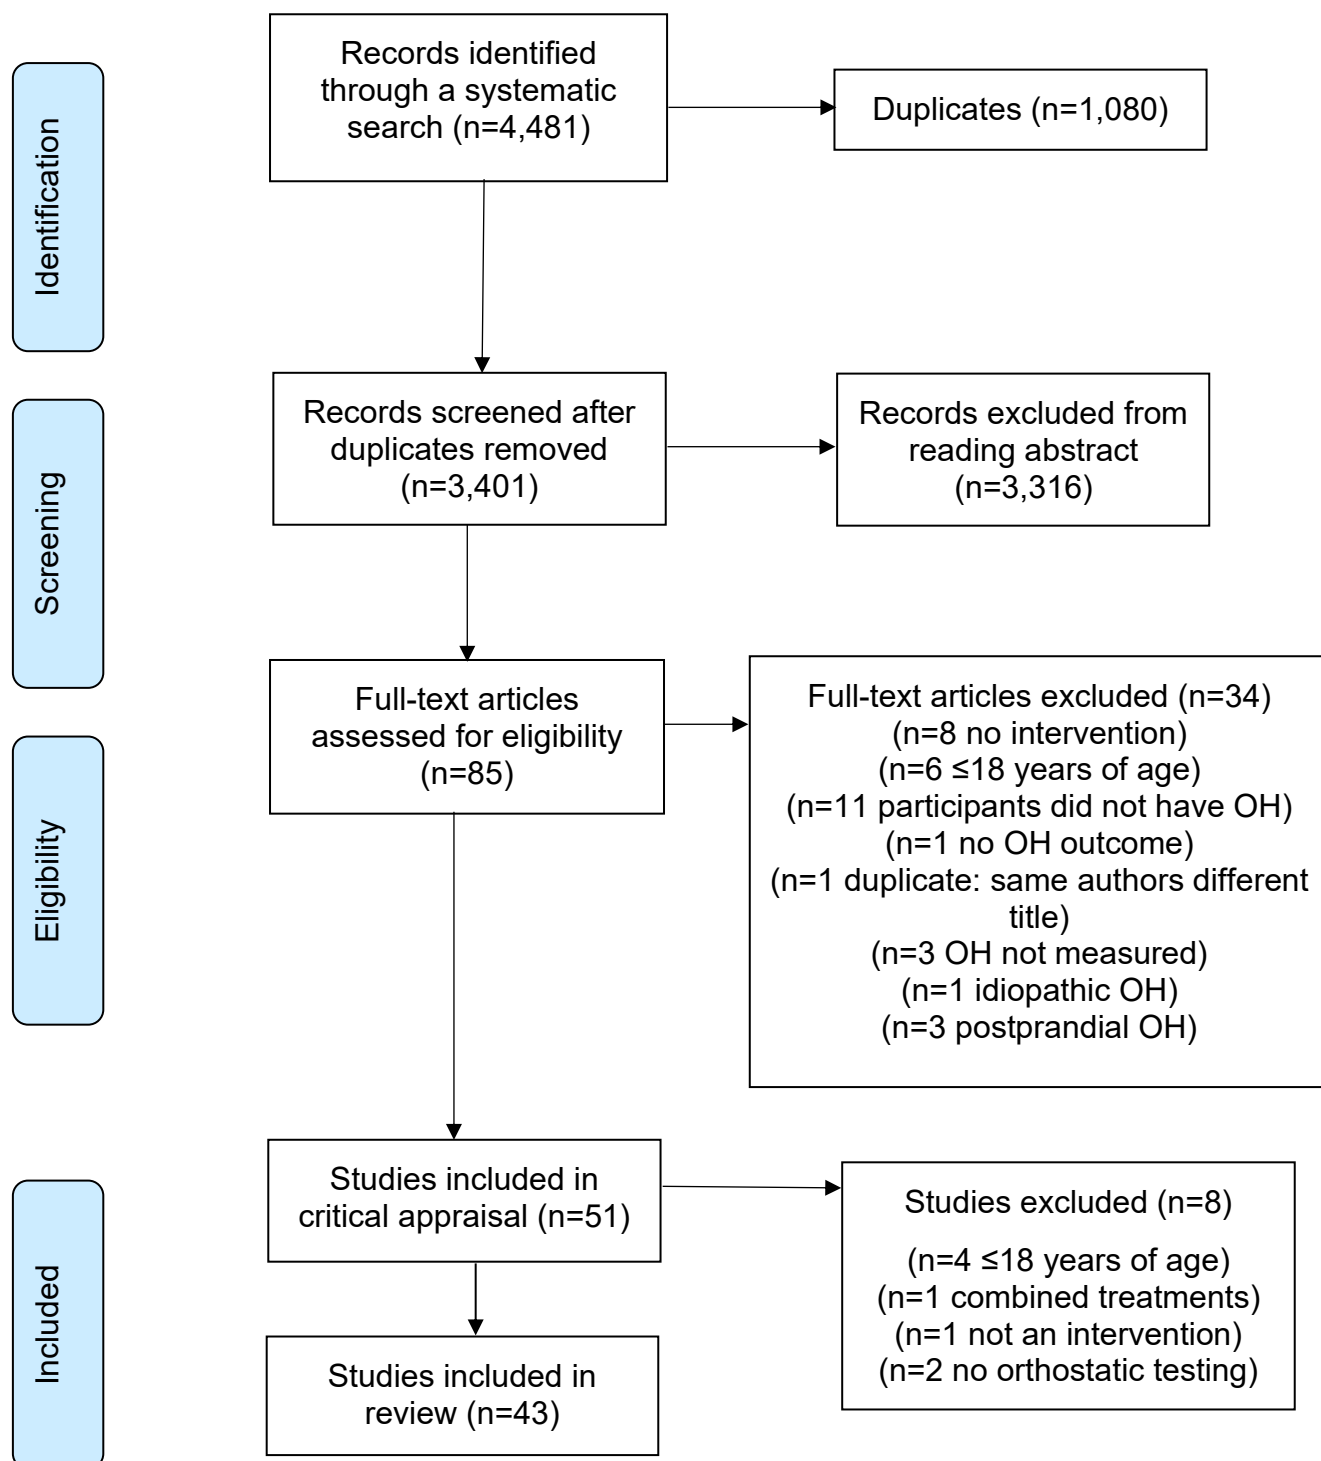 Identification
Records identified
through a systematic
search (n=4,481)
Duplicates (n=1,080)
Screening
Records screened after
duplicates removed
(n=3,401)
Records excluded from
reading abstract
(n=3,316)
Eligibility
Full-text articles
assessed for eligibility
(n=85)
Full-text articles excluded (n=34)
(n=8 no intervention)
(n=6 ≤18 years of age)
(n=11 participants did not have OH)
(n=1 no OH outcome)
(n=1 duplicate: same authors different
title)
(n=3 OH not measured)
(n=1 idiopathic OH)
(n=3 postprandial OH)
Included
Studies included in
critical appraisal (n=51)
Studies excluded (n=8)
(n=4 ≤18 years of age)
(n=1 combined treatments)
(n=1 not an intervention)
(n=2 no orthostatic testing)
Studies included in
review (n=43)